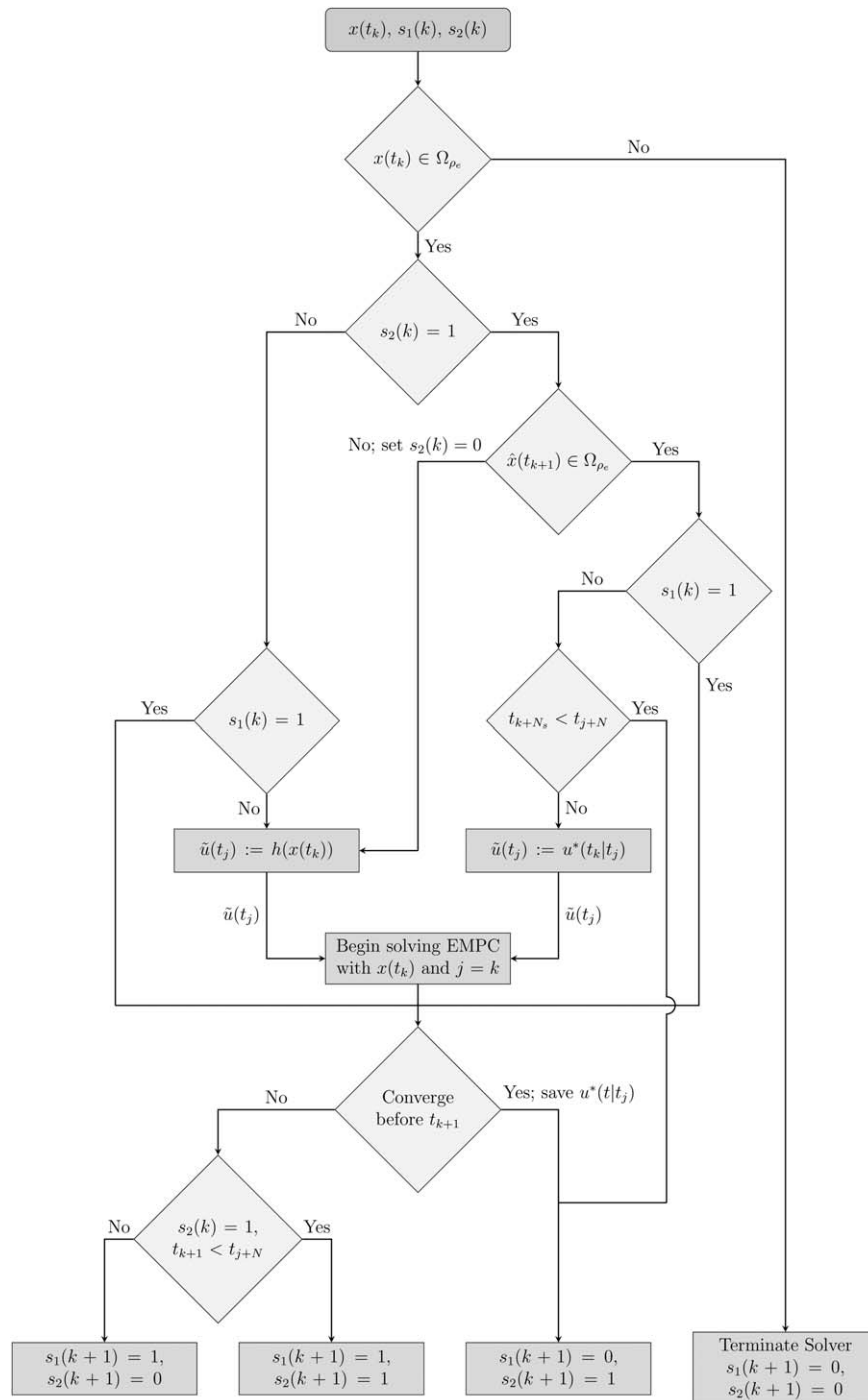 x(t_k), s_1(k), s_2(k)
x(t_k) ∈ Ω_{ρ_e}
No
Yes
s_2(k) = 1
No
Yes
x̂(t_{k+1}) ∈ Ω_{ρ_e}
No; set s_2(k) = 0
Yes
s_1(k) = 1
No
Yes
s_1(k) = 1
Yes
No
t_{k+N_s} < t_{j+N}
Yes
No
ũ(t_j) := h(x(t_k))
ũ(t_j) := u*(t_k|t_j)
ũ(t_j)
ũ(t_j)
Begin solving EMPC
with x(t_k) and j = k
Converge
before t_{k+1}
No
Yes; save u*(t|t_j)
s_2(k) = 1,
t_{k+1} < t_{j+N}
No
Yes
s_1(k + 1) = 1,
s_2(k + 1) = 0
s_1(k + 1) = 1,
s_2(k + 1) = 1
s_1(k + 1) = 0,
s_2(k + 1) = 1
Terminate Solver
s_1(k + 1) = 0,
s_2(k + 1) = 0